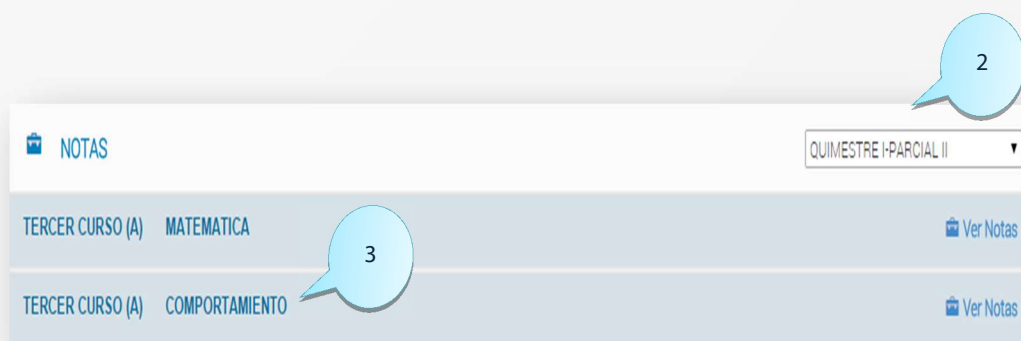 2
NOTAS
QUIMESTRE I-PARCIAL II
TERCER CURSO (A) MATEMATICA Ver Notas
3
TERCER CURSO (A) COMPORTAMIENTO Ver Notas